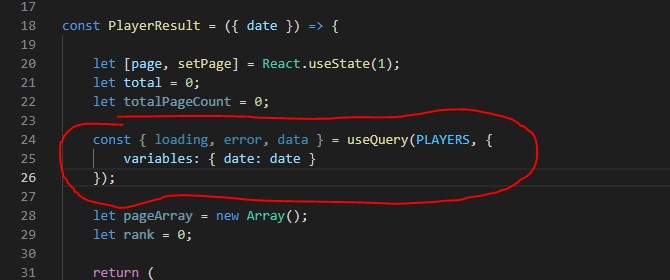 17
18 const PlayerResult = ({ date }) => {
19
20     let [page, setPage] = React.useState(1);
21     let total = 0;
22     let totalPageCount = 0;
23
24     const { loading, error, data } = useQuery(PLAYERS, {
25         variables: { date: date }
26     });
27
28     let pageArray = new Array();
29     let rank = 0;
30
31     return (